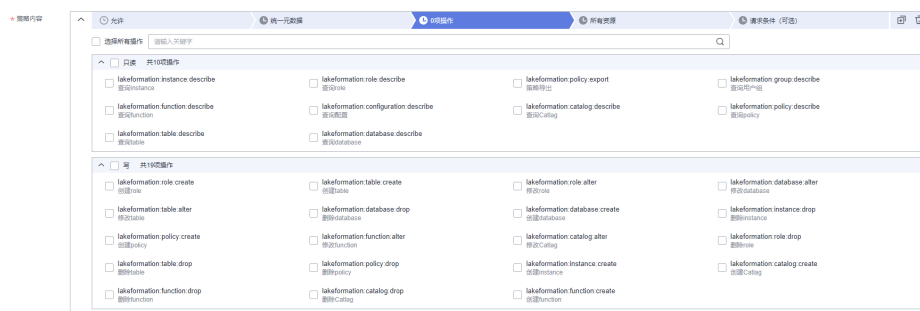 * 策略内容
允许
统一元数据
0项操作
所有资源
请求条件（可选）
选择所有操作 请输入关键字
只读 共10项操作
lakeformation:instance:describe lakeformation:role:describe lakeformation:policy:export lakeformation:group:describe
查询instance 查询role 策略导出 查询用户组
lakeformation:function:describe lakeformation:configuration:describe lakeformation:catalog:describe lakeformation:policy:describe
查询function 查询配置 查询Catlag 查询policy
lakeformation:table:describe lakeformation:database:describe
查询table 查询database
写 共19项操作
lakeformation:role:create lakeformation:table:create lakeformation:role:alter lakeformation:database:alter
创建role 创建table 修改role 修改database
lakeformation:table:alter lakeformation:database:drop lakeformation:database:create lakeformation:instance:drop
修改table 删除database 创建database 删除instance
lakeformation:policy:create lakeformation:function:alter lakeformation:catalog:alter lakeformation:role:drop
创建policy 修改function 修改Catlag 删除role
lakeformation:table:drop lakeformation:policy:drop lakeformation:instance:create lakeformation:catalog:create
删除table 删除policy 创建instance 创建Catlag
lakeformation:function:drop lakeformation:catalog:drop lakeformation:function:create
删除function 删除Catlag 创建function